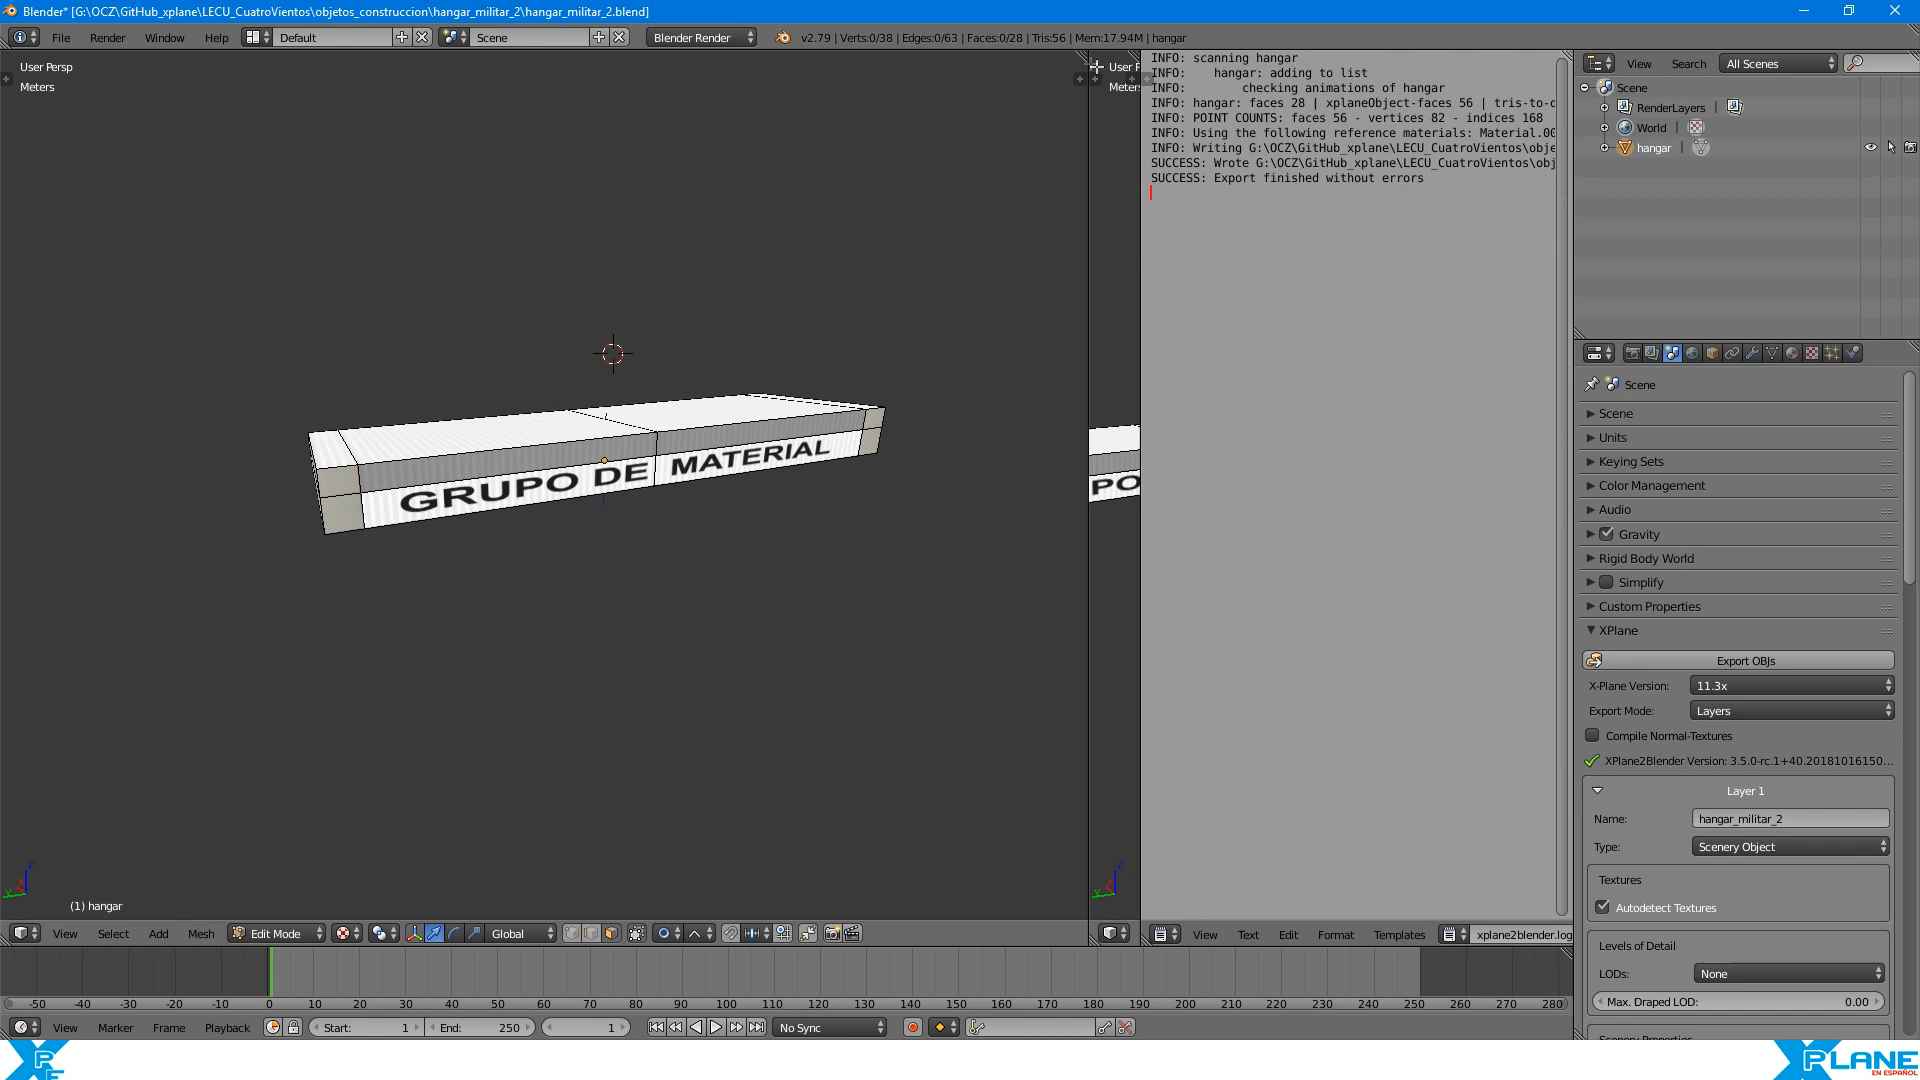 Blender* [G:\OCZ\GitHub_xplane\LECU_CuatroVientos\objetos_construccion\hangar_militar_2\hangar_militar_2.blend]
File Render Window Help Default Scene Blender Render v2.79 | Verts:0/38 | Edges:0/63 | Faces:0/28 | Tris:56 | Mem:17.94M | hangar
User Persp
Meters
GRUPO DE MATERIAL
(1) hangar
User P
Meters
PO
INFO: scanning hangar
INFO: hangar: adding to list
INFO: checking animations of hangar
INFO: hangar: faces 28 | xplaneObject-faces 56 | tris-to-q
INFO: POINT COUNTS: faces 56 - vertices 82 - indices 168
INFO: Using the following reference materials: Material.00
INFO: Writing G:\OCZ\GitHub_xplane\LECU_CuatroVientos\obje
SUCCESS: Wrote G:\OCZ\GitHub_xplane\LECU_CuatroVientos\obj
SUCCESS: Export finished without errors
View Search All Scenes
Scene
RenderLayers |
World |
hangar |
Scene
Scene
Units
Keying Sets
Color Management
Audio
Gravity
Rigid Body World
Simplify
Custom Properties
XPlane
Export OBJs
X-Plane Version: 11.3x
Export Mode: Layers
Compile Normal-Textures
XPlane2Blender Version: 3.5.0-rc.1+40.20181016150...
Layer 1
Name: hangar_militar_2
Type: Scenery Object
Textures
Autodetect Textures
Levels of Detail
LODs: None
Max. Draped LOD: 0.00
View Select Add Mesh Edit Mode Global
View Text Edit Format Templates xplane2blender.log
-50 -40 -30 -20 -10 0 10 20 30 40 50 60 70 80 90 100 110 120 130 140 150 160 170 180 190 200 210 220 230 240 250 260 270 280
View Marker Frame Playback Start: 1 End: 250 1 No Sync
XPE
XPLANE
EN ESPAÑOL